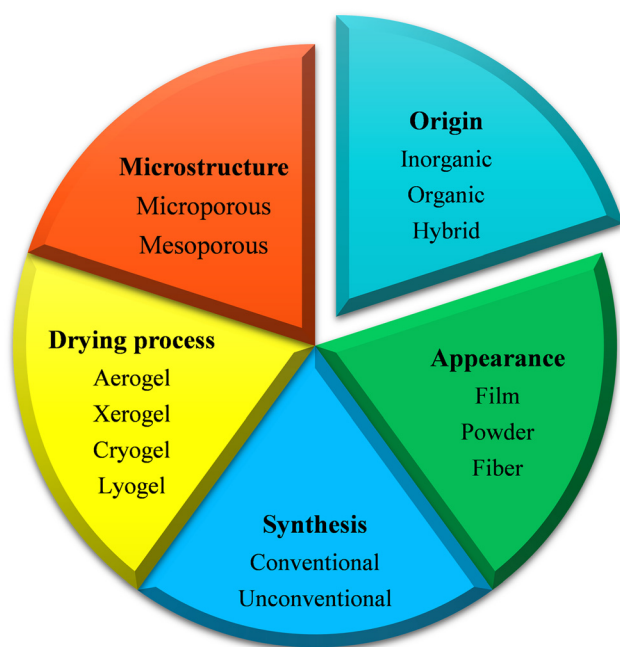 Origin
Inorganic
Organic
Hybrid
Microstructure
Microporous
Mesoporous
Drying process
Aerogel
Xerogel
Cryogel
Lyogel
Appearance
Film
Powder
Fiber
Synthesis
Conventional
Unconventional